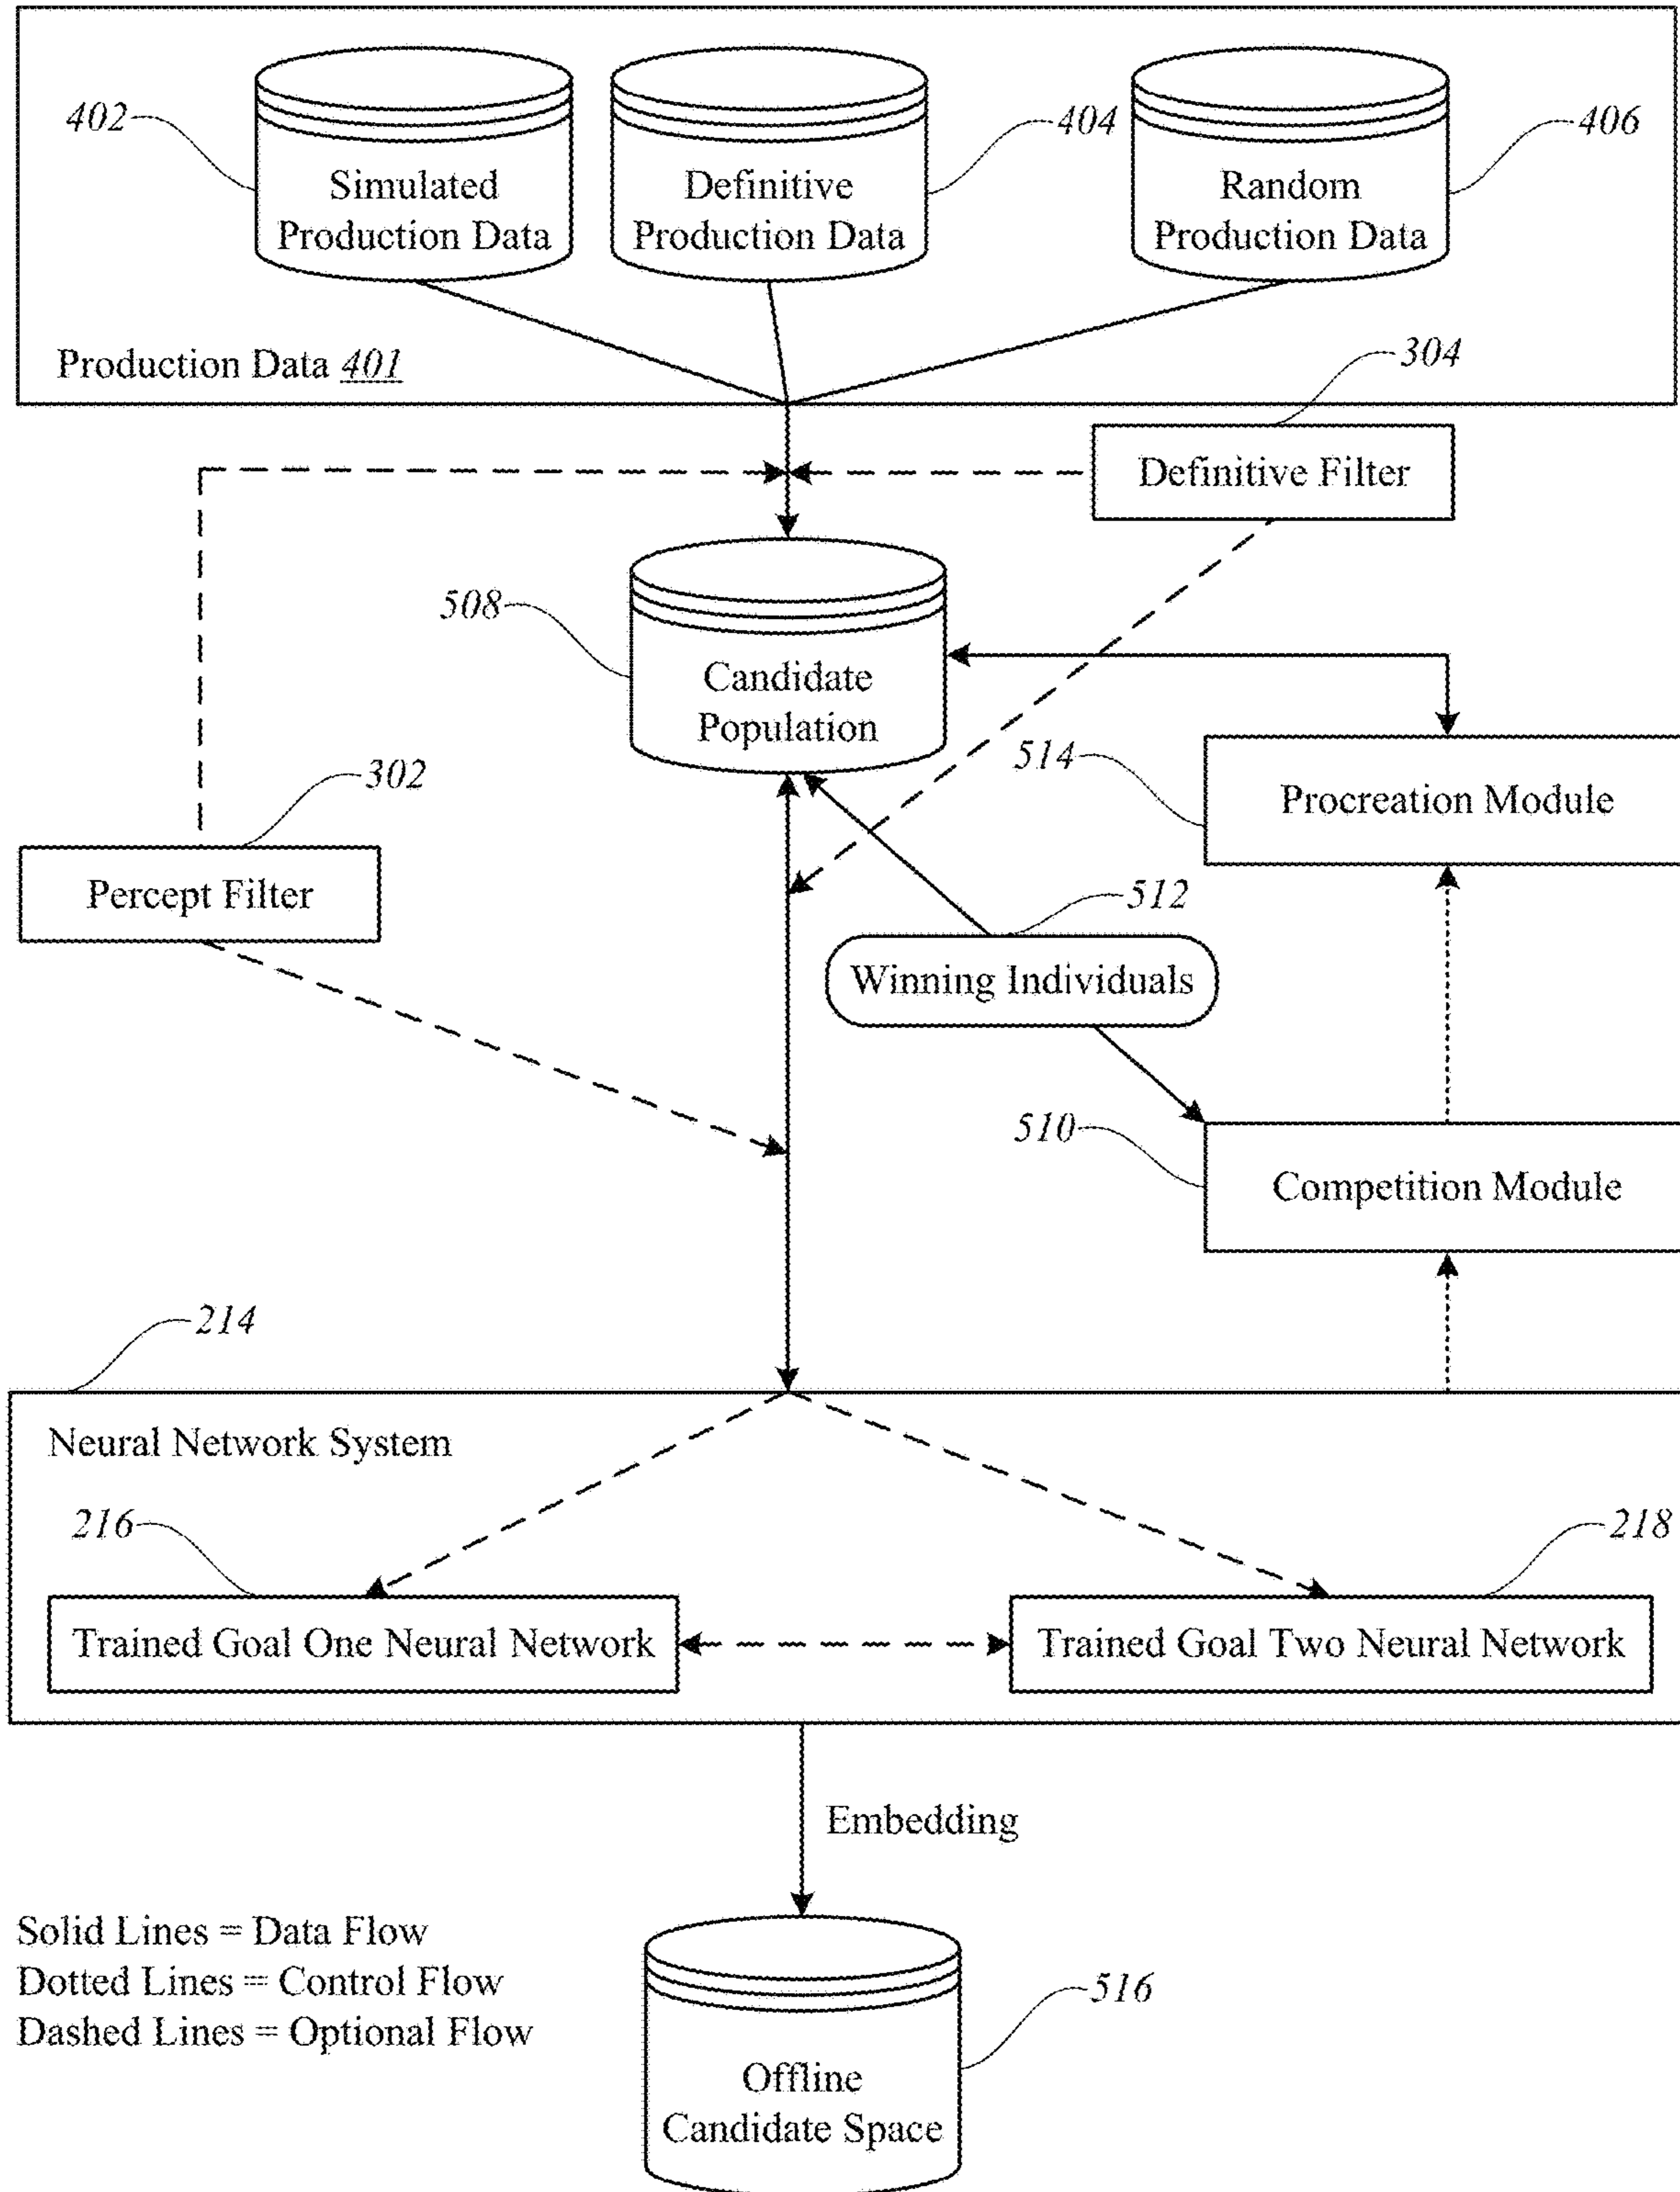 402
404
406
Simulated
Production Data
Definitive
Production Data
Random
Production Data
Production Data 401
304
Definitive Filter
508
Candidate
Population
302
514
Procreation Module
Percept Filter
512
Winning Individuals
510
Competition Module
214
Neural Network System
216
218
Trained Goal One Neural Network
Trained Goal Two Neural Network
Embedding
Solid Lines = Data Flow
Dotted Lines = Control Flow
Dashed Lines = Optional Flow
516
Offline
Candidate Space